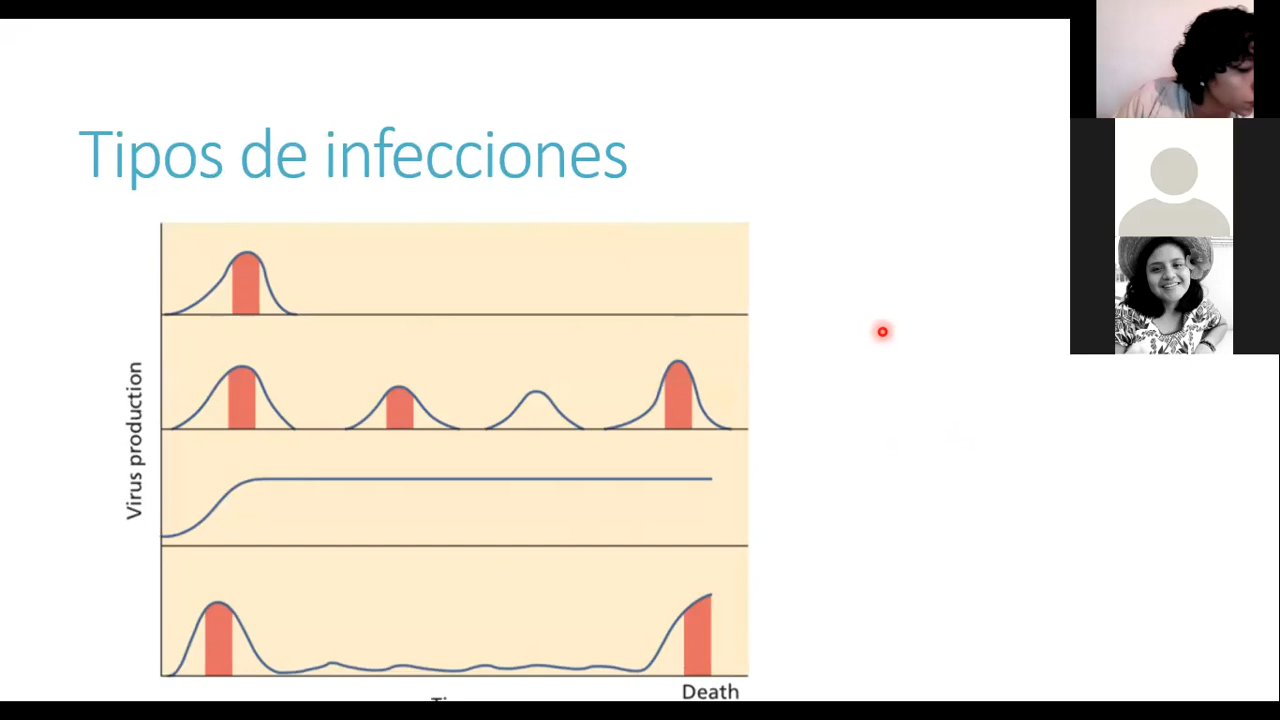 Tipos de infecciones
Virus production
Death